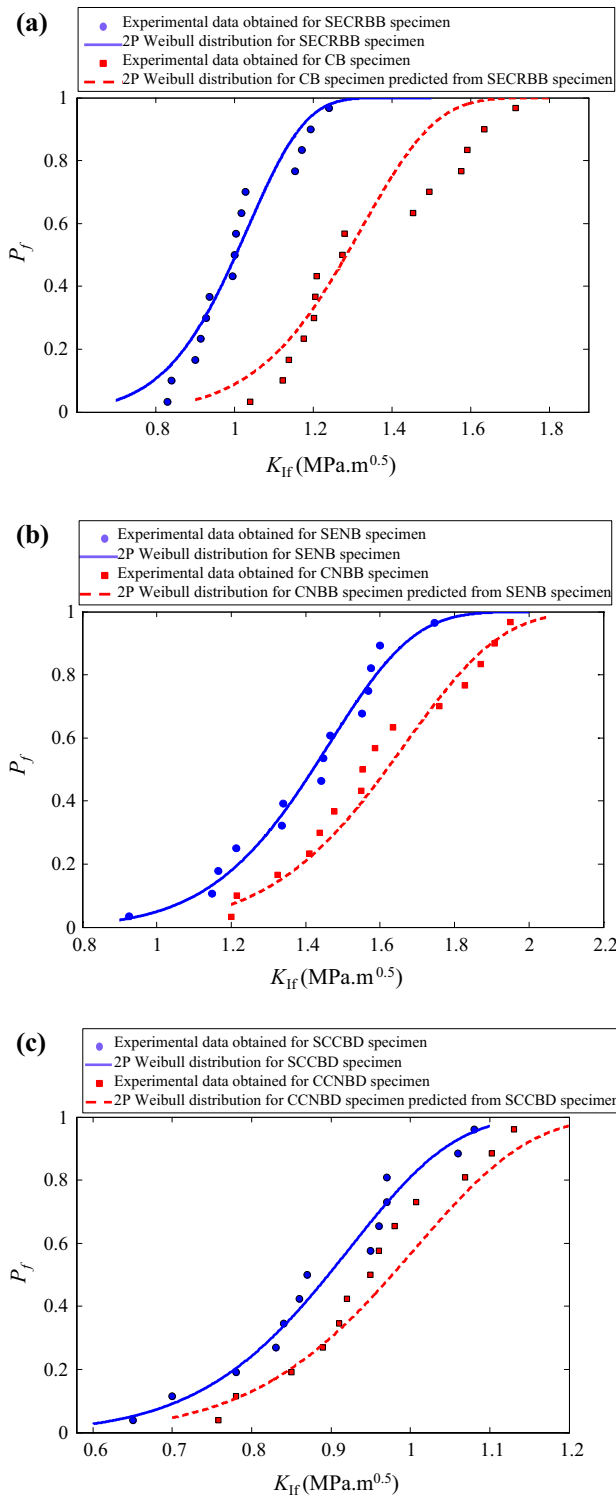 (a)
Experimental data obtained for SECRBB specimen
2P Weibull distribution for SECRBB specimen
Experimental data obtained for CB specimen
2P Weibull distribution for CB specimen predicted from SECRBB specimen
1
0.8
0.6
0.4
0.2
0
P_f
0.8 1 1.2 1.4 1.6 1.8
K_If (MPa.m^0.5)
(b)
Experimental data obtained for SENB specimen
2P Weibull distribution for SENB specimen
Experimental data obtained for CNBB specimen
2P Weibull distribution for CNBB specimen predicted from SENB specimen
1
0.8
0.6
0.4
0.2
0
P_f
0.8 1 1.2 1.4 1.6 1.8 2 2.2
K_If (MPa.m^0.5)
(c)
Experimental data obtained for SCCBD specimen
2P Weibull distribution for SCCBD specimen
Experimental data obtained for CCNBD specimen
2P Weibull distribution for CCNBD specimen predicted from SCCBD specimen
1
0.8
0.6
0.4
0.2
0
P_f
0.6 0.7 0.8 0.9 1 1.1 1.2
K_If (MPa.m^0.5)